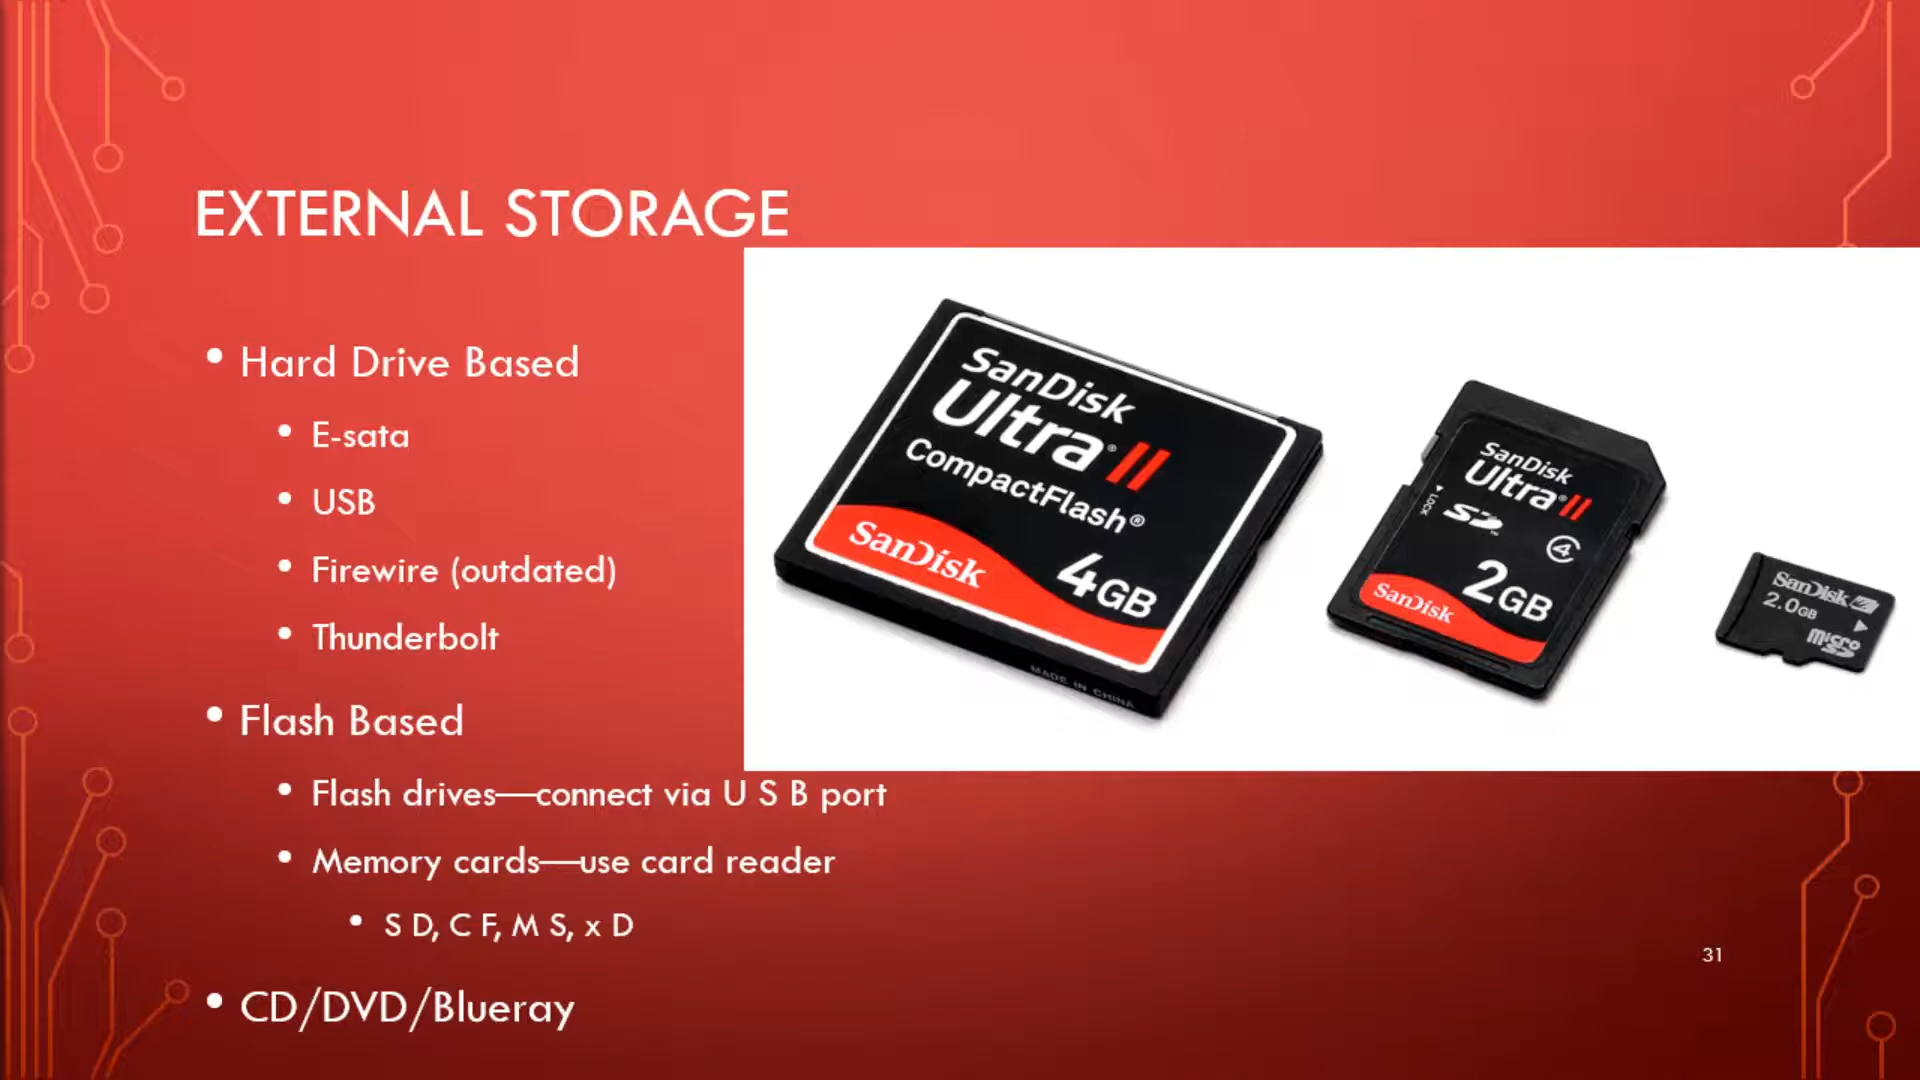 EXTERNAL STORAGE
• Hard Drive Based
• E-sata
• USB
• Firewire (outdated)
• Thunderbolt
• Flash Based
• Flash drives—connect via U S B port
• Memory cards—use card reader
• S D, C F, M S, x D
• CD/DVD/Blueray
SanDisk
Ultra® II
CompactFlash®
SanDisk
4GB
MADE IN CHINA
SanDisk
Ultra® II
LOCK
SD™
4
2GB
SanDisk
SanDisk
2.0GB
micro
SD
31